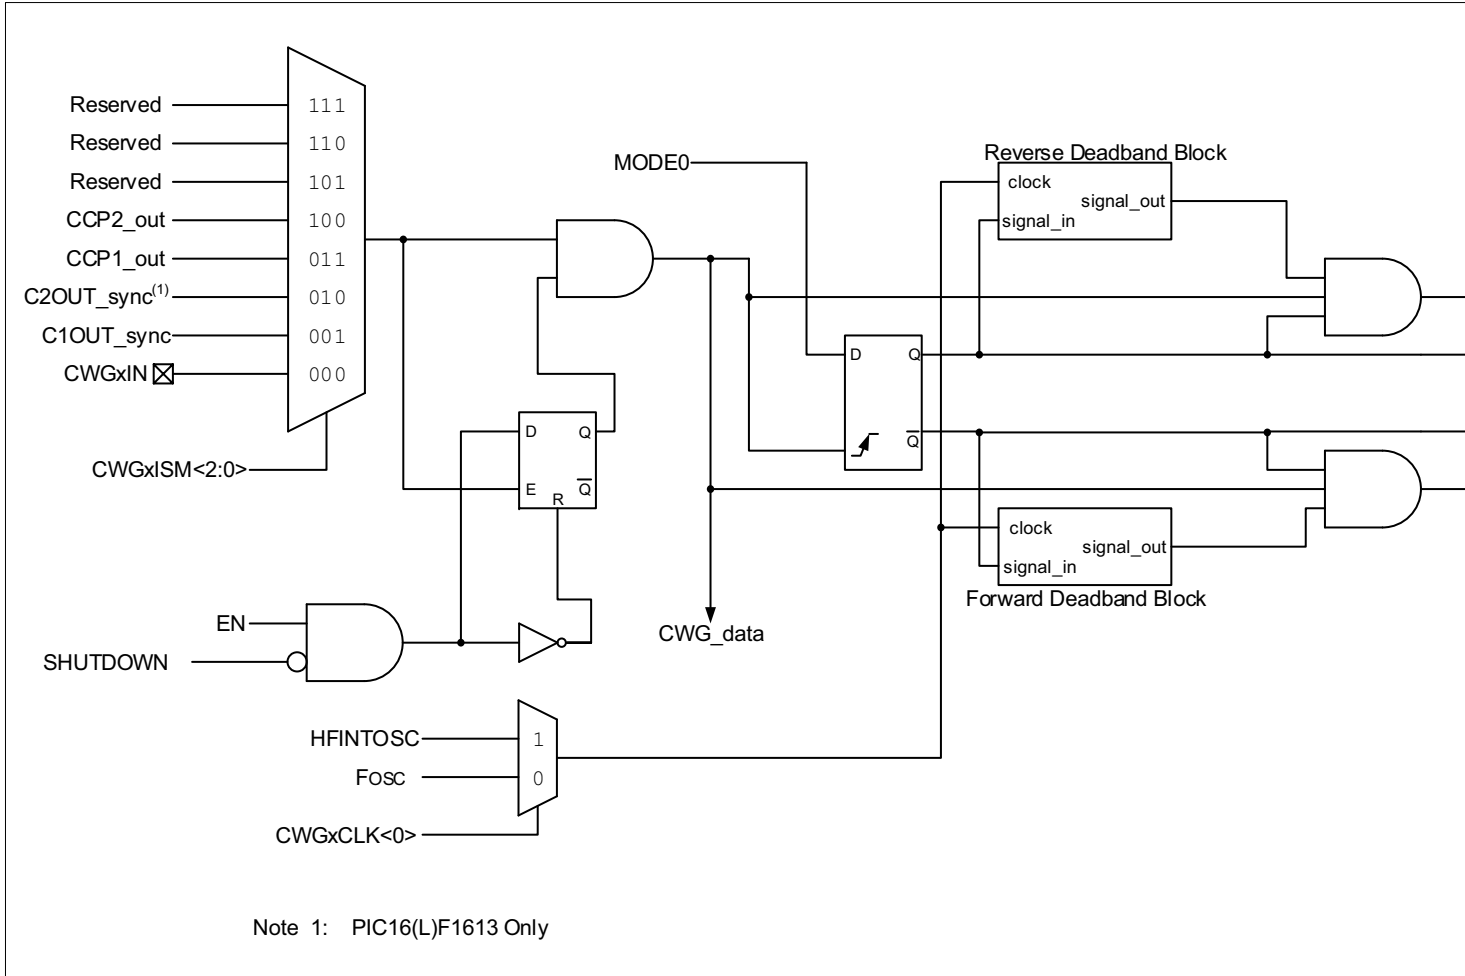 Reserved 111
Reserved 110
Reserved 101
CCP2_out 100
CCP1_out 011
C2OUT_sync(1) 010
C1OUT_sync 001
CWGxIN 000
CWGxISM<2:0>
MODE0
Reverse Deadband Block
clock
signal_out
signal_in
D Q
Q
D Q
E Q
R
clock
signal_out
signal_in
Forward Deadband Block
EN
SHUTDOWN
CWG_data
HFINTOSC 1
FOSC 0
CWGxCLK<0>
Note 1: PIC16(L)F1613 Only